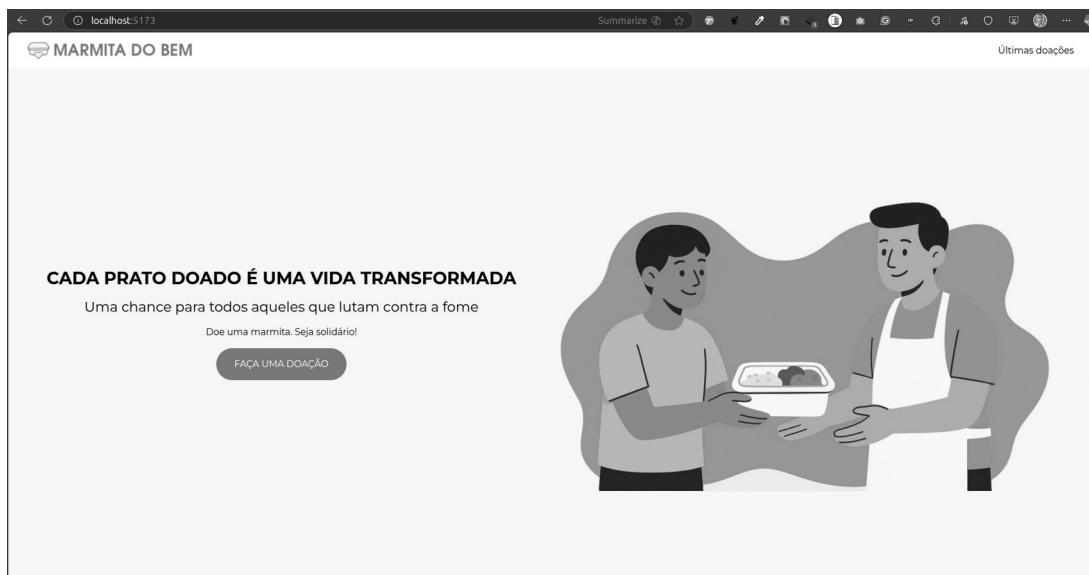 localhost:5173
Summarize
MARMITA DO BEM
Últimas doações
CADA PRATO DOADO É UMA VIDA TRANSFORMADA
Uma chance para todos aqueles que lutam contra a fome
Doe uma marmita. Seja solidário!
FAÇA UMA DOAÇÃO